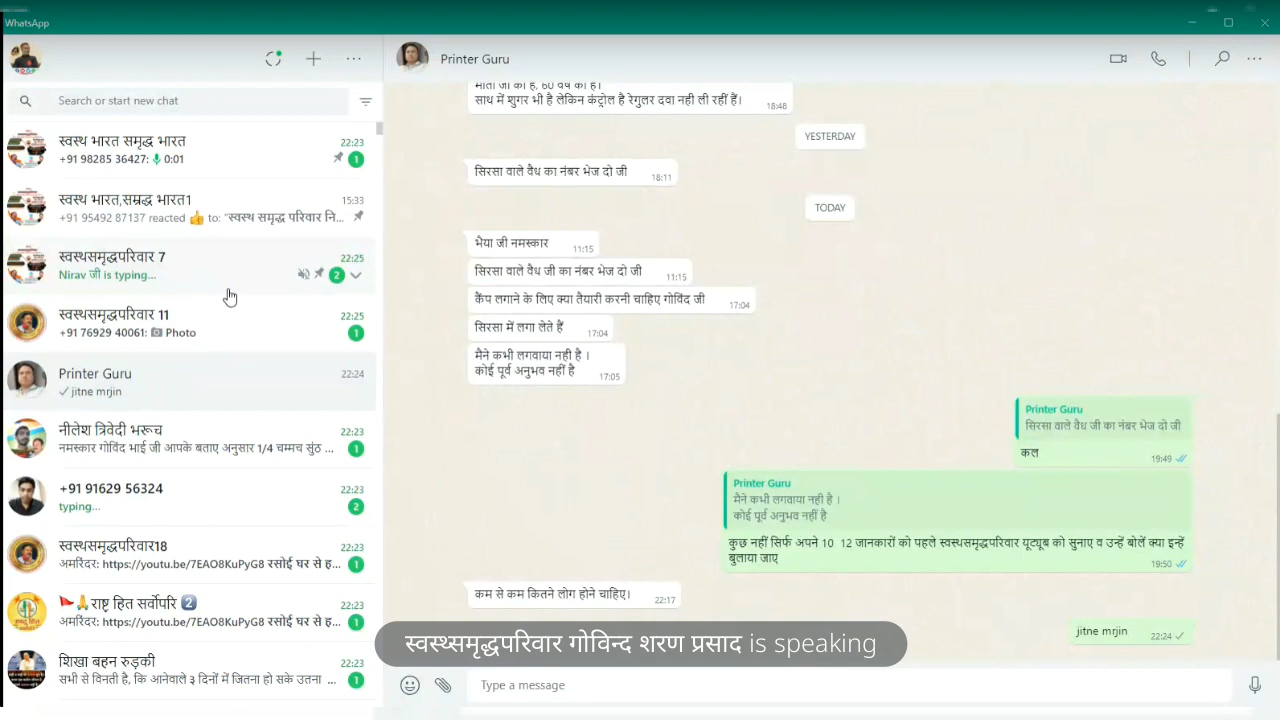 WhatsApp
Printer Guru
Search or start new chat
स्वस्थ भारत समृद्ध भारत
22:23
+91 98285 36427: 0:01
1
स्वस्थ भारत,सम्रद्ध भारत1
15:33
+91 95492 87137 reacted 👍 to: "स्वस्थ समृद्ध परिवार नि...
स्वस्थसमृद्धपरिवार 7
22:25
Nirav जी is typing...
2
स्वस्थसमृद्धपरिवार 11
22:25
+91 76929 40061: Photo
1
Printer Guru
22:24
jitne mrjin
नीलेश त्रिवेदी भरूच
22:23
नमस्कार गोविंद भाई जी आपके बताए अनुसार 1/4 चम्मच सुंठ ...
1
+91 91629 56324
22:23
typing...
2
स्वस्थसमृद्धपरिवार18
22:23
अमरिंदर: https://youtu.be/7EAO8KuPyG8 रसोई घर से ह...
1
🚩🙏राष्ट्र हित सर्वोपरि 2️⃣
22:23
अमरिंदर: https://youtu.be/7EAO8KuPyG8 रसोई घर से ह...
1
शिखा बहन रुड़की
22:23
सभी से विनती है, कि आनेवाले 2 दिनों में जितना हो सके उतना ...
1
माता जी का है. 60 वर्ष की है।
साथ में शुगर भी है लेकिन कंट्रोल है रेगुलर दवा नही ली रहीं हैं।
18:48
YESTERDAY
सिरसा वाले वैध का नंबर भेज दो जी
18:11
TODAY
भैया जी नमस्कार
11:15
सिरसा वाले वैध जी का नंबर भेज दो जी
11:15
कैंप लगाने के लिए क्या तैयारी करनी चाहिए गोविंद जी
17:04
सिरसा में लगा लेते हैं
17:04
मैने कभी लगवाया नही है ।
कोई पूर्व अनुभव नहीं है
17:05
Printer Guru
सिरसा वाले वैध जी का नंबर भेज दो जी
कल
19:49
Printer Guru
मैने कभी लगवाया नही है ।
कोई पूर्व अनुभव नहीं है
कुछ नहीं सिर्फ अपने 10 12 जानकारों को पहले स्वस्थसमृद्धपरिवार यूट्यूब को सुनाए व उन्हें बोलें क्या इन्हें
बुलाया जाए
19:50
कम से कम कितने लोग होने चाहिए।
22:17
jitne mrjin
22:24
स्वस्थ्समृद्धपरिवार गोविन्द शरण प्रसाद is speaking
Type a message